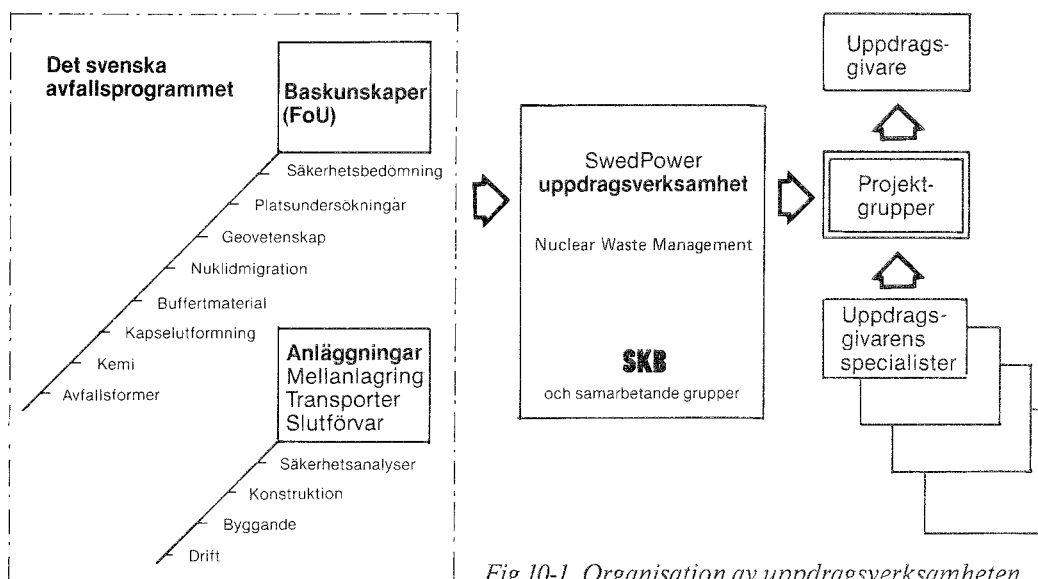 Det svenska
avfallsprogrammet
Baskunskaper
(FoU)
Säkerhetsbedömning
Platsundersökningar
Geovetenskap
Nuklidmigration
Buffertmaterial
Kapselutformning
Kemi
Avfallsformer
Anläggningar
Mellanlagring
Transporter
Slutförvar
Säkerhetsanalyser
Konstruktion
Byggande
Drift
SwedPower
uppdragsverksamhet
Nuclear Waste Management
SKB
och samarbetande grupper
Uppdrags-
givare
Projekt-
grupper
Uppdrags-
givarens
specialister
Fig 10-1. Organisation av uppdragsverksamheten